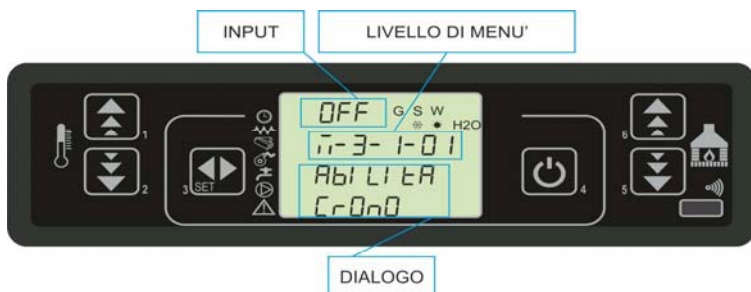 INPUT
LIVELLO DI MENU'
OFF G S W
H2O
n-3-1-01
AbILItA
CrOnO
1
2
3 SET
4
6
5
DIALOGO